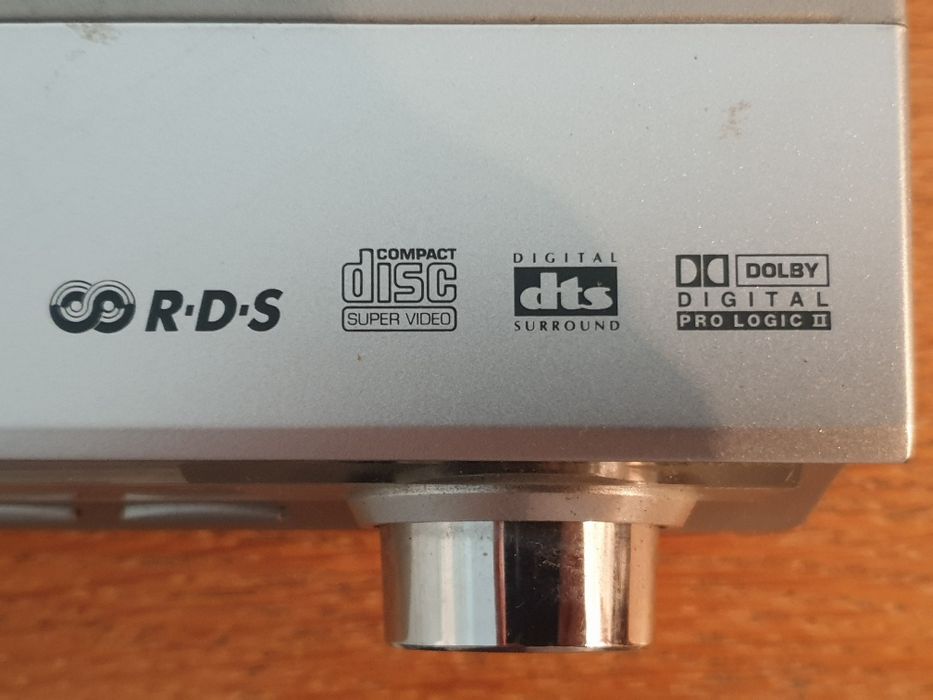 R·D·S
COMPACT
disc
SUPER VIDEO
DIGITAL
dts
SURROUND
DOLBY
DIGITAL
PRO LOGIC II